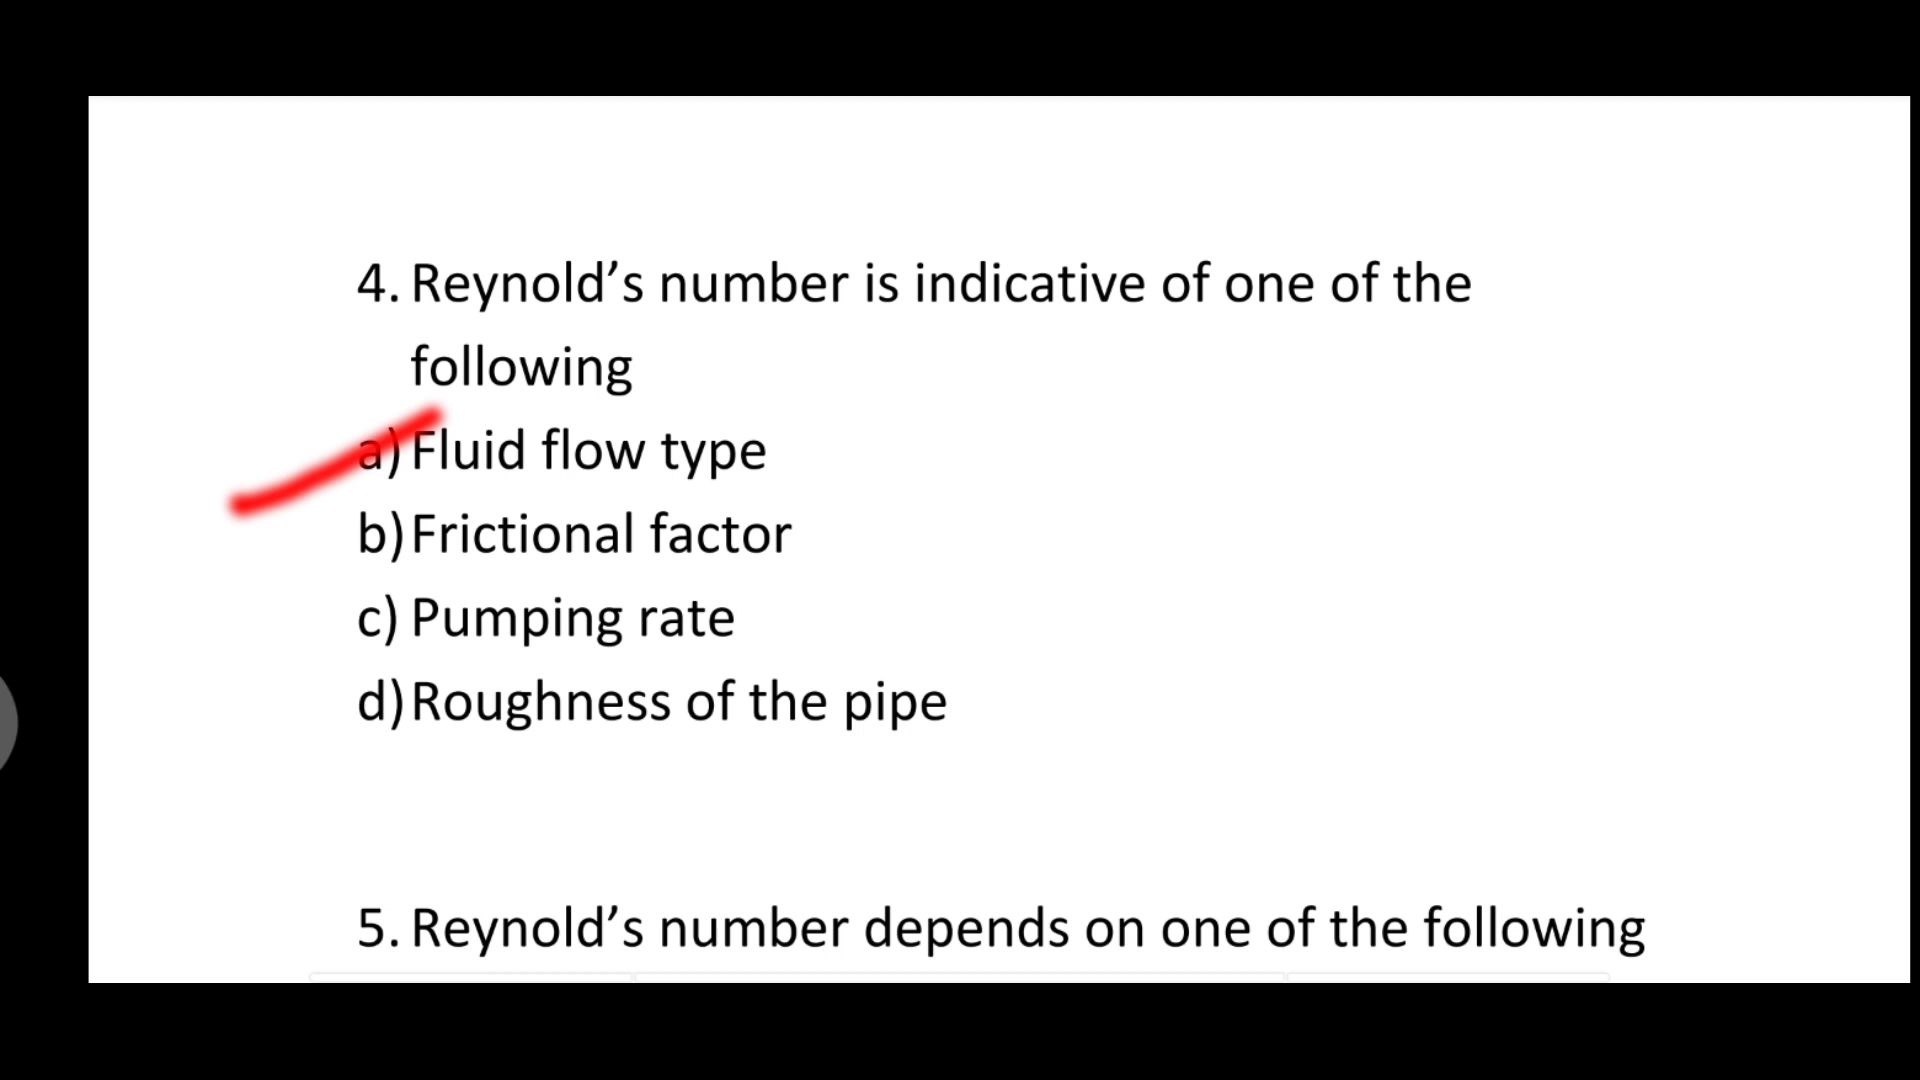 4. Reynold’s number is indicative of one of the
following
a) Fluid flow type
b) Frictional factor
c) Pumping rate
d) Roughness of the pipe
5. Reynold’s number depends on one of the following